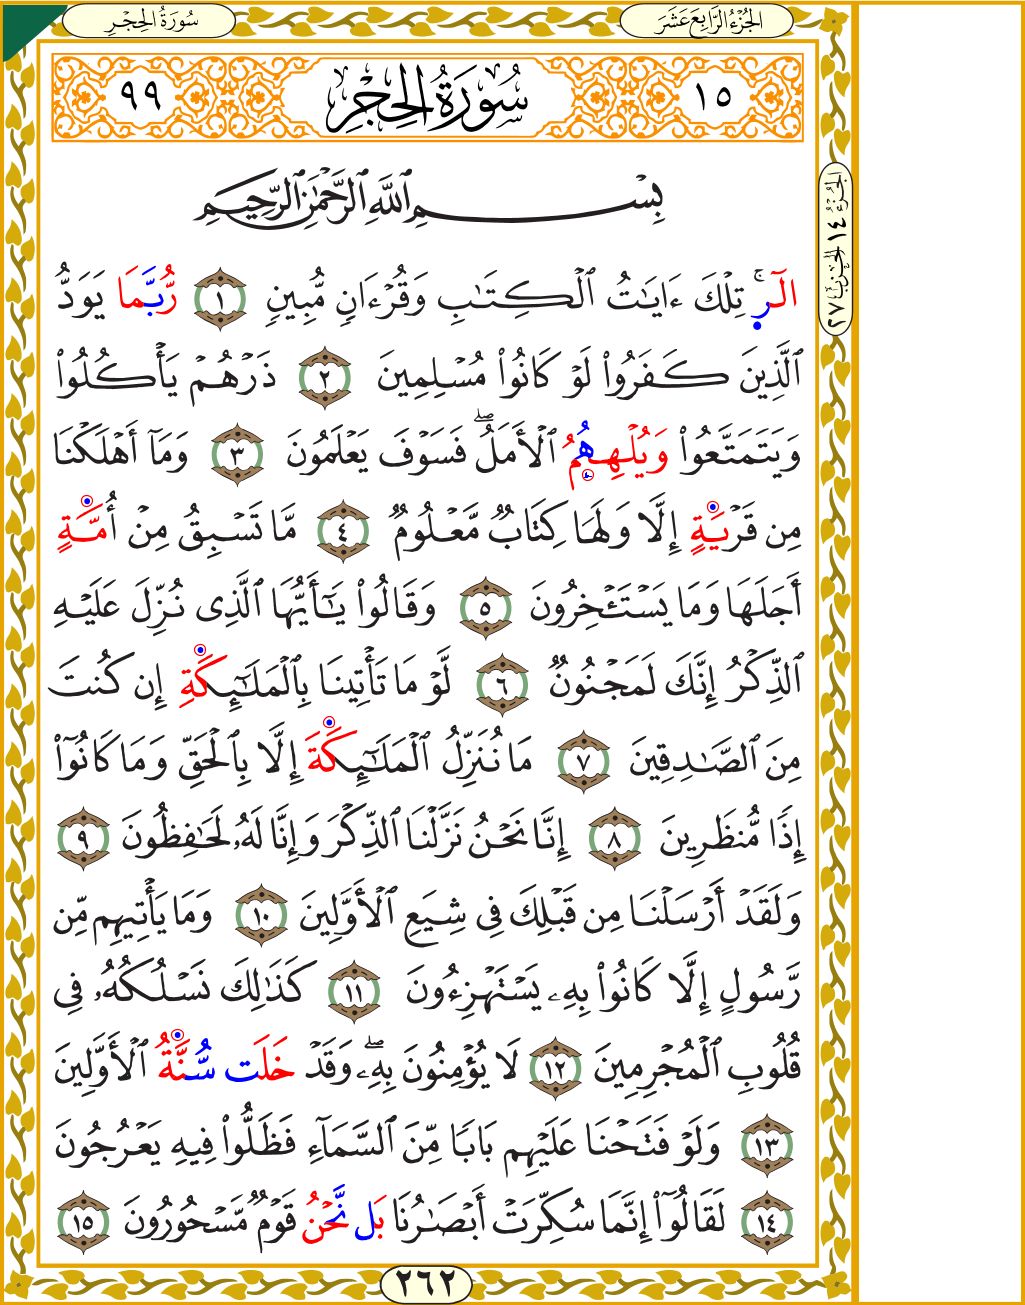 الجُزْءُ الرَّابِعَ عَشَرَ
سُورَةُ الحِجْرِ
١٥
سُورَةُ الحِجْرِ
٩٩
بِسْمِ ٱللَّهِ ٱلرَّحْمَٰنِ ٱلرَّحِيمِ
الٓرۚ تِلْكَ ءَايَٰتُ ٱلْكِتَٰبِ وَقُرْءَانٍ مُّبِينٍ ١ رُّبَّمَا يَوَدُّ
ٱلَّذِينَ كَفَرُوا۟ لَوْ كَانُوا۟ مُسْلِمِينَ ٢ ذَرْهُمْ يَأْكُلُوا۟
وَيَتَمَتَّعُوا۟ وَيُلْهِهُمُ ٱلْأَمَلُۖ فَسَوْفَ يَعْلَمُونَ ٣ وَمَآ أَهْلَكْنَا
مِن قَرْيَةٍ إِلَّا وَلَهَا كِتَابٌ مَّعْلُومٌ ٤ مَّا تَسْبِقُ مِنْ أُمَّةٍ
أَجَلَهَا وَمَا يَسْتَـْٔخِرُونَ ٥ وَقَالُوا۟ يَٰٓأَيُّهَا ٱلَّذِى نُزِّلَ عَلَيْهِ
ٱلذِّكْرُ إِنَّكَ لَمَجْنُونٌ ٦ لَّوْ مَا تَأْتِينَا بِٱلْمَلَٰٓئِكَةِ إِن كُنتَ
مِنَ ٱلصَّٰدِقِينَ ٧ مَا نُنَزِّلُ ٱلْمَلَٰٓئِكَةَ إِلَّا بِٱلْحَقِّ وَمَا كَانُوٓا۟
إِذًا مُّنظَرِينَ ٨ إِنَّا نَحْنُ نَزَّلْنَا ٱلذِّكْرَ وَإِنَّا لَهُۥ لَحَٰفِظُونَ ٩
وَلَقَدْ أَرْسَلْنَا مِن قَبْلِكَ فِى شِيَعِ ٱلْأَوَّلِينَ ١٠ وَمَا يَأْتِيهِم مِّن
رَّسُولٍ إِلَّا كَانُوا۟ بِهِۦ يَسْتَهْزِءُونَ ١١ كَذَٰلِكَ نَسْلُكُهُۥ فِى
قُلُوبِ ٱلْمُجْرِمِينَ ١٢ لَا يُؤْمِنُونَ بِهِۦۖ وَقَدْ خَلَت سُّنَّةُ ٱلْأَوَّلِينَ
١٣ وَلَوْ فَتَحْنَا عَلَيْهِم بَابًا مِّنَ ٱلسَّمَآءِ فَظَلُّوا۟ فِيهِ يَعْرُجُونَ
١٤ لَقَالُوٓا۟ إِنَّمَا سُكِّرَتْ أَبْصَٰرُنَا بَل نَّحْنُ قَوْمٌ مَّسْحُورُونَ ١٥
الجُزْءُ ١٤ الحِزْبُ ٢٧
٢٦٢